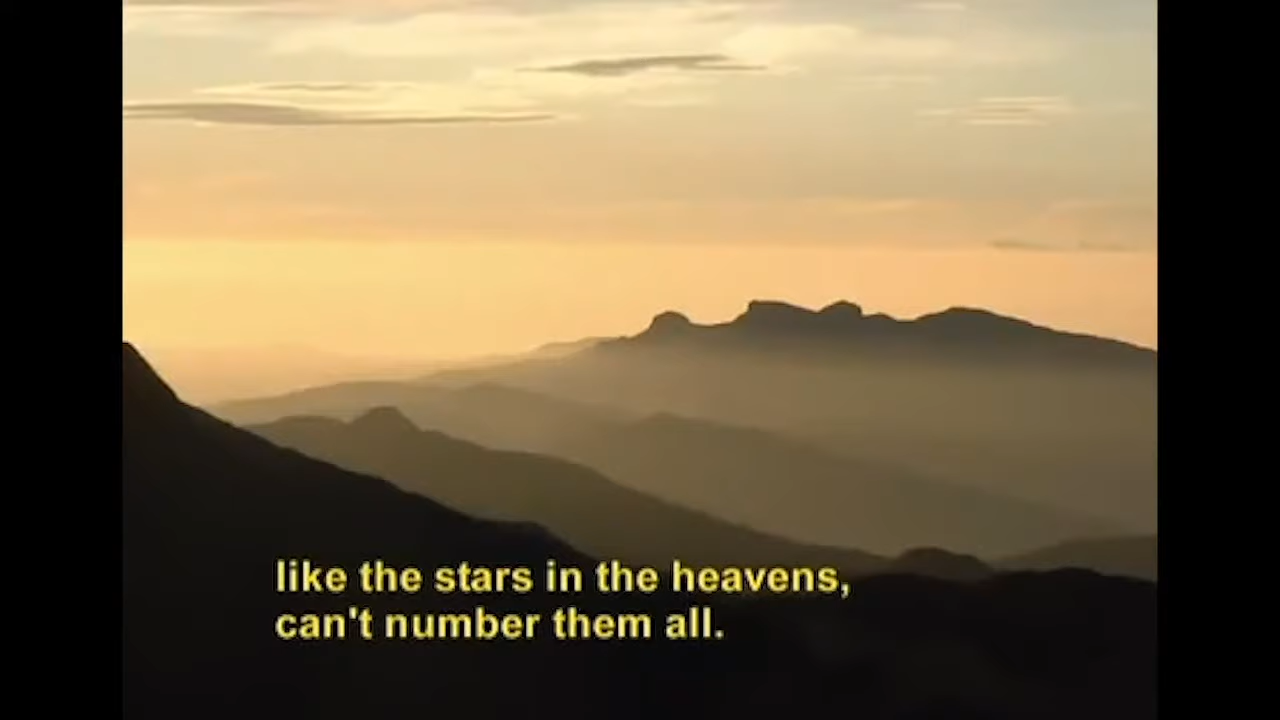 like the stars in the heavens,
can't number them all.